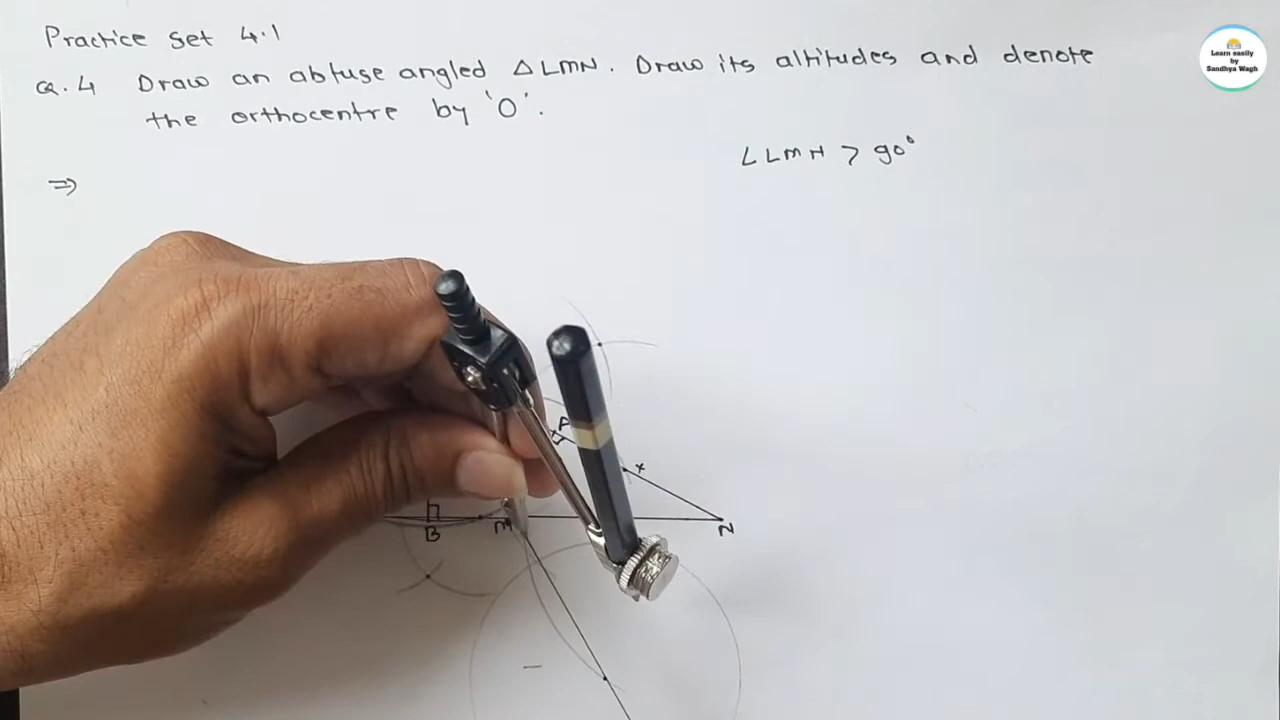 Practice set 4.1
Learn easily
by
Sandhya Wagh
Q.4 Draw an obtuse angled △LMN. Draw its altitudes and denote
the orthocentre by 'O'.
∠LMN > 90°
⇒
A
x
B
M
N